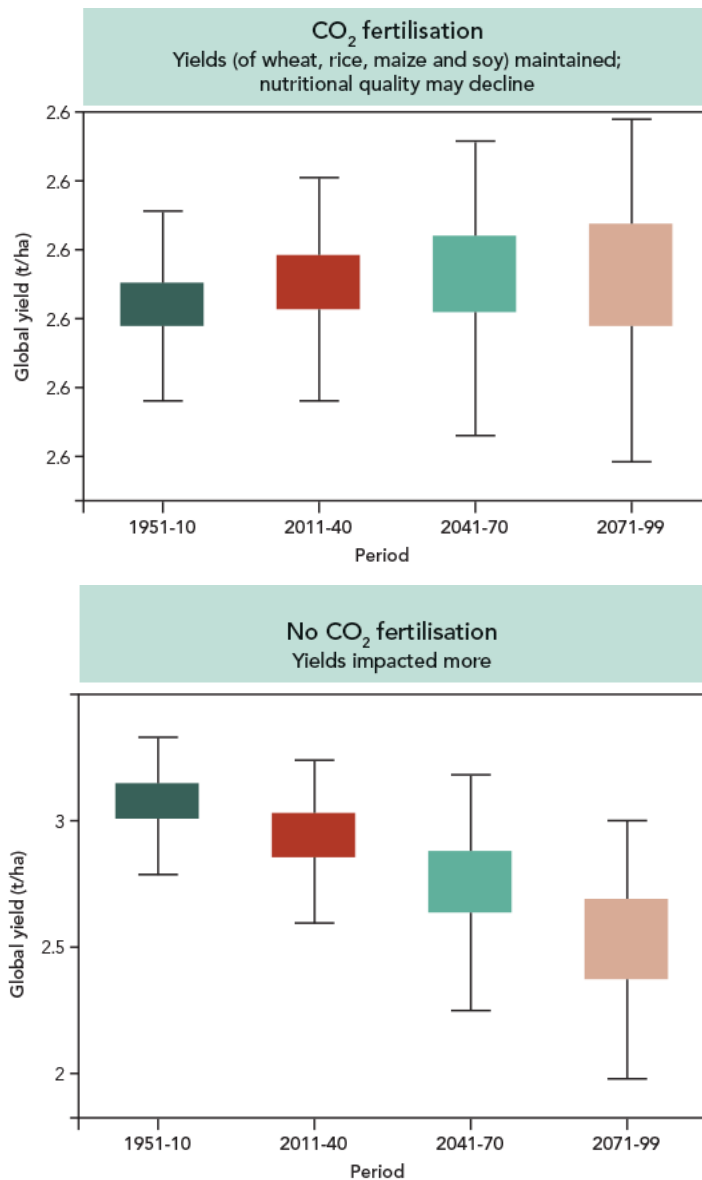 CO₂ fertilisation
Yields (of wheat, rice, maize and soy) maintained;
nutritional quality may decline
2.6
2.6
2.6
2.6
2.6
2.6
Global yield (t/ha)
1951-10 2011-40 2041-70 2071-99
Period
No CO₂ fertilisation
Yields impacted more
3
2.5
2
Global yield (t/ha)
1951-10 2011-40 2041-70 2071-99
Period